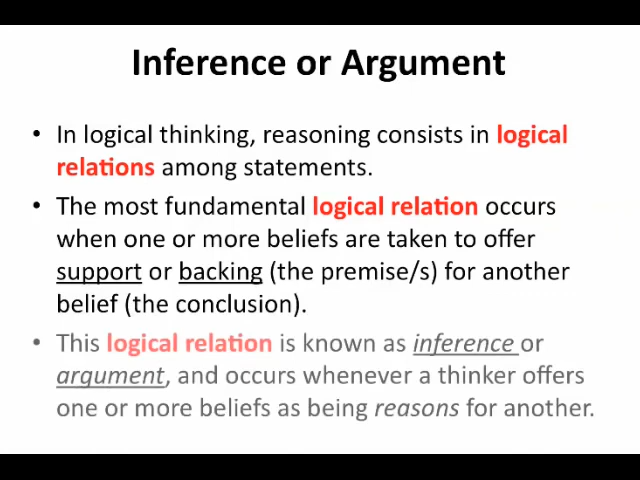 Inference or Argument
• In logical thinking, reasoning consists in logical
relations among statements.
• The most fundamental logical relation occurs
when one or more beliefs are taken to offer
support or backing (the premise/s) for another
belief (the conclusion).
• This logical relation is known as inference or
argument, and occurs whenever a thinker offers
one or more beliefs as being reasons for another.